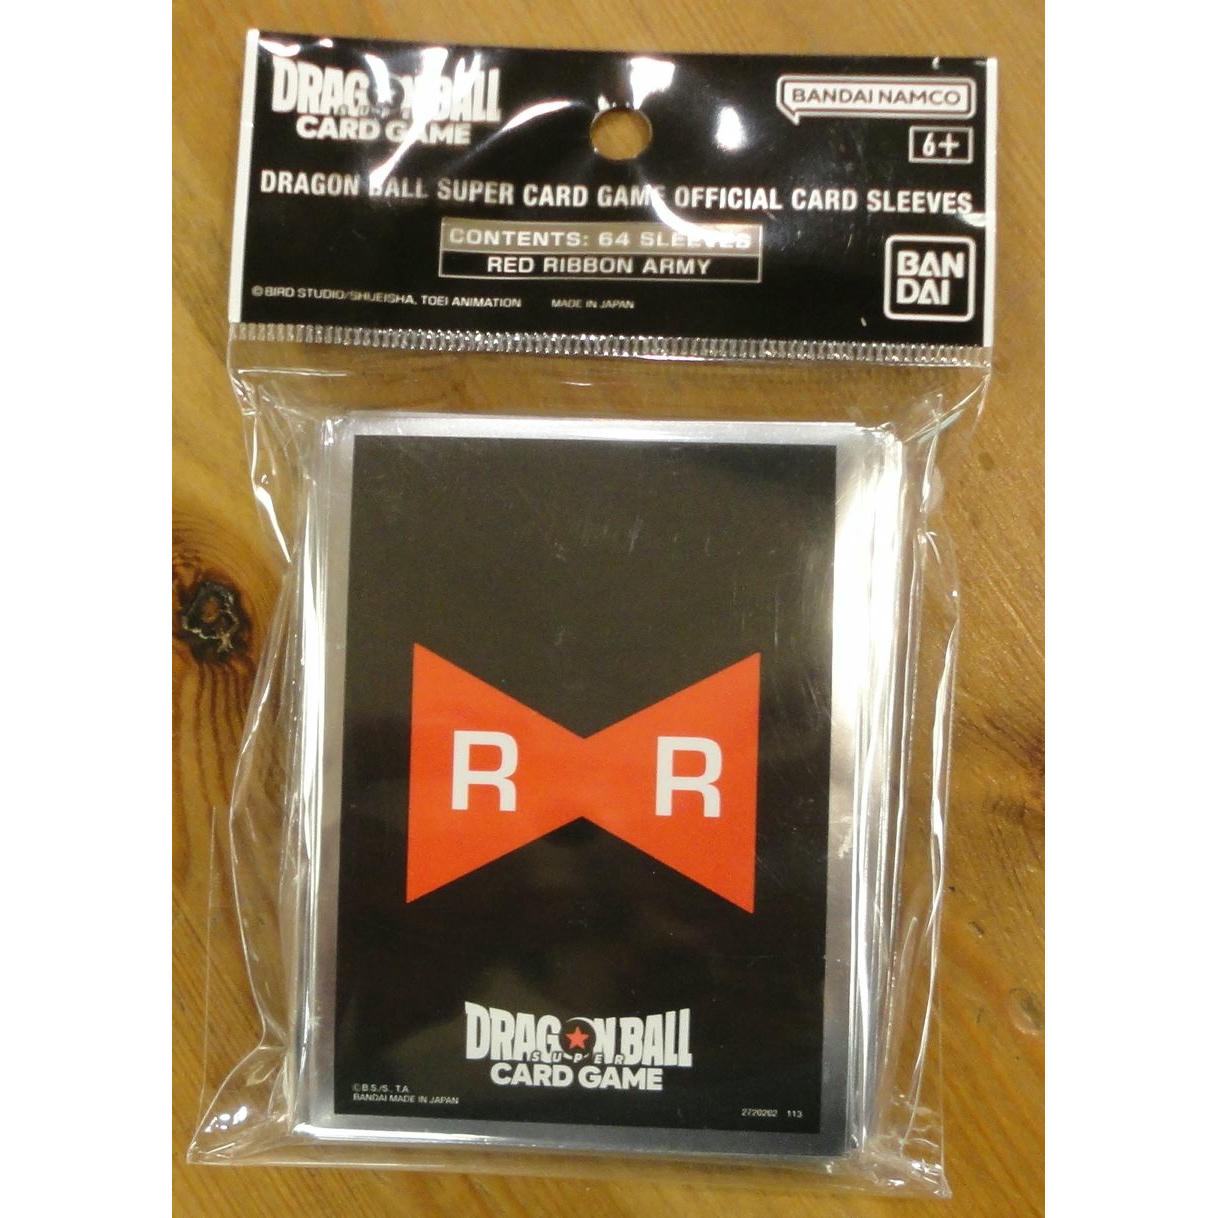 DRAGON BALL
SUPER
CARD GAME
BANDAI NAMCO
6+
DRAGON BALL SUPER CARD GAME OFFICIAL CARD SLEEVES
CONTENTS: 64 SLEEVES
RED RIBBON ARMY
BAN
DAI
©BIRD STUDIO/SHUEISHA, TOEI ANIMATION MADE IN JAPAN
R R
DRAGON BALL
SUPER
CARD GAME
©B.S./S., T.A
BANDAI MADE IN JAPAN
2720202 113